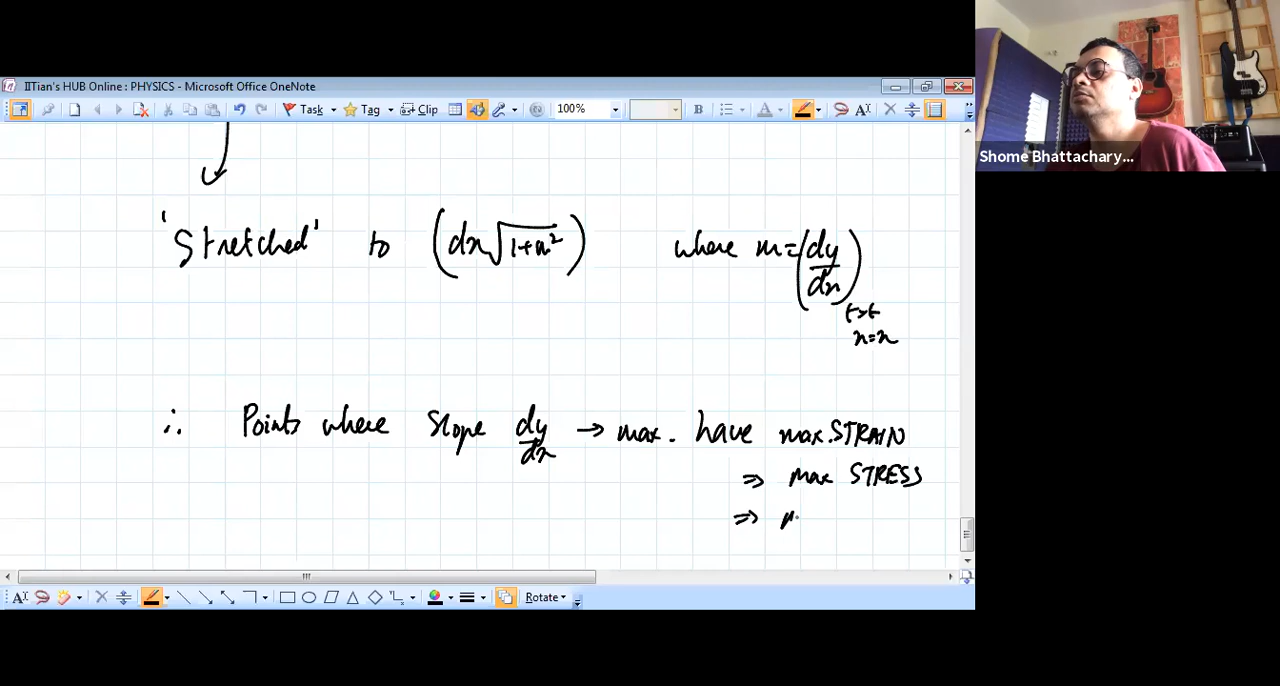 IITian's HUB Online : PHYSICS - Microsoft Office OneNote
Task Tag Clip 100% B A A
Shome Bhattachary...
'Stretched' to (dx√1+m²) where m=(dy/dx) t=t x=x
∴ Points where slope dy/dx → max. have max.STRAIN
⇒ max STRESS
⇒ m
A Rotate